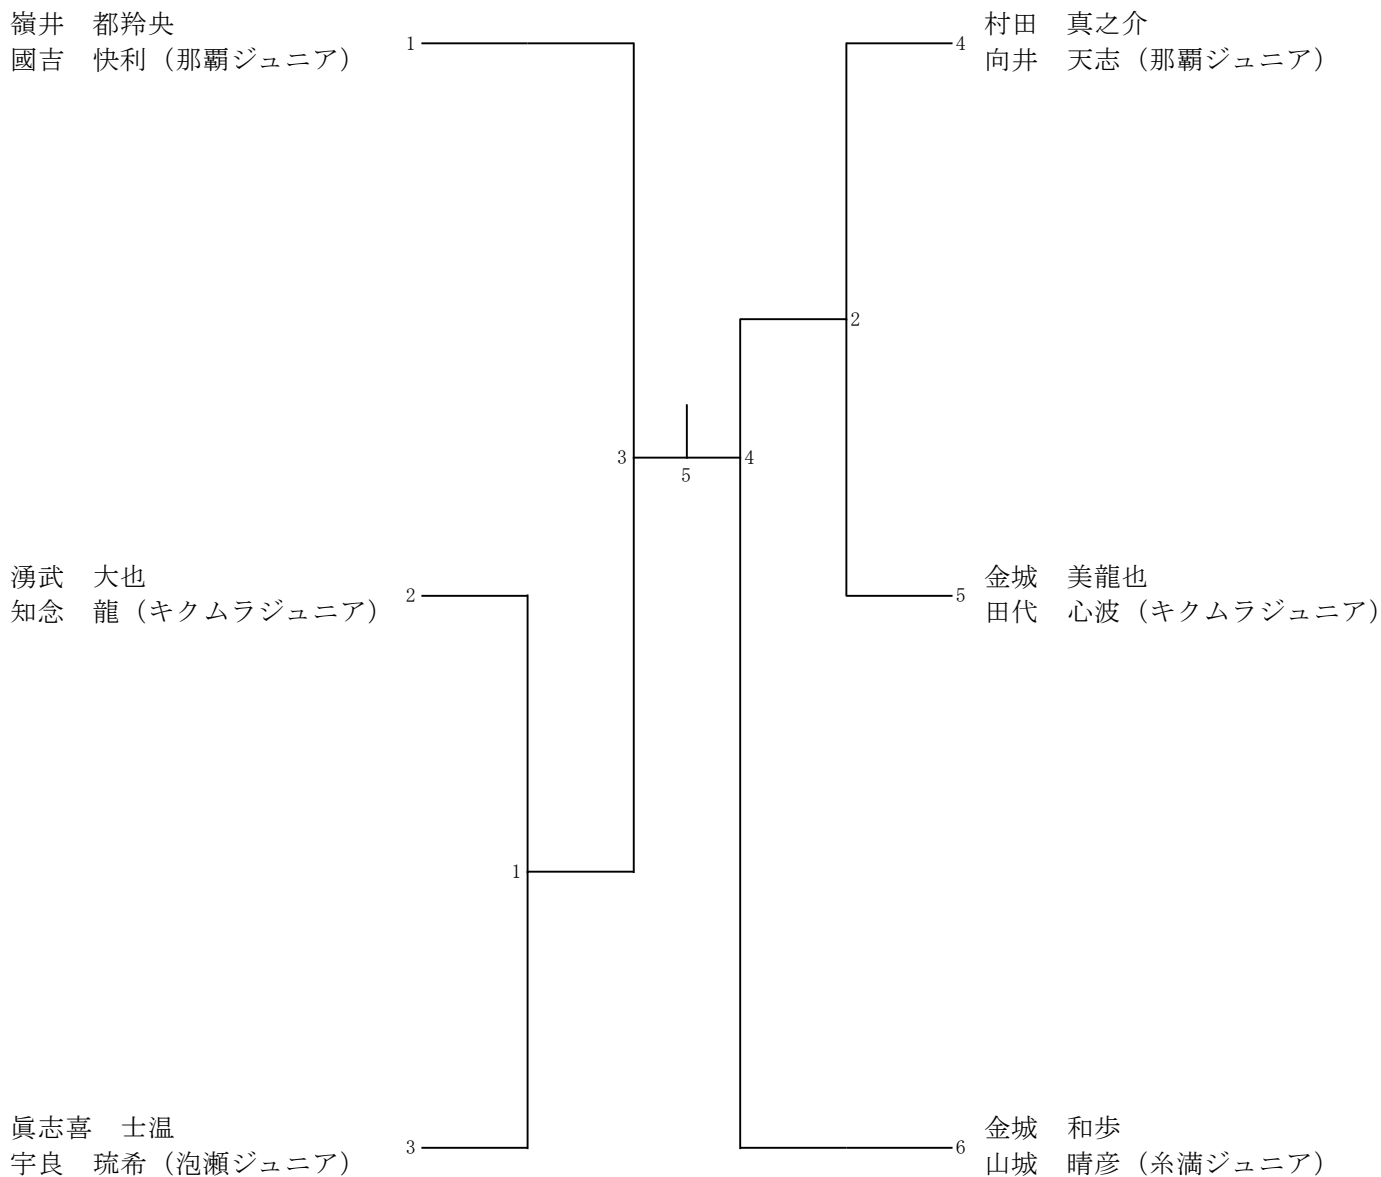 嶺井　都羚央
國吉　快利（那覇ジュニア）
1
湧武　大也
知念　龍（キクムラジュニア）
2
眞志喜　士温
宇良　琉希（泡瀬ジュニア）
3
1
3
5
4
2
村田　真之介
向井　天志（那覇ジュニア）
4
金城　美龍也
田代　心波（キクムラジュニア）
5
金城　和歩
山城　晴彦（糸満ジュニア）
6